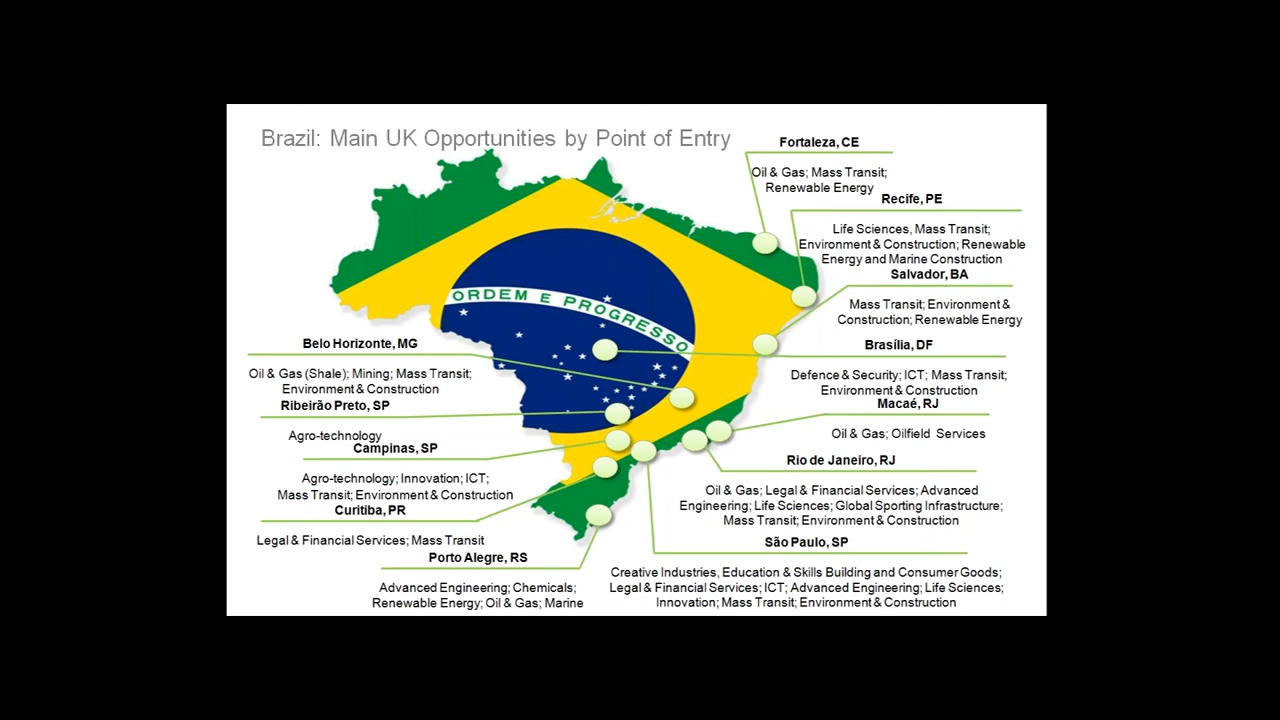 Brazil: Main UK Opportunities by Point of Entry
Fortaleza, CE
Oil & Gas; Mass Transit;
Renewable Energy
Recife, PE
Life Sciences, Mass Transit;
Environment & Construction; Renewable
Energy and Marine Construction
Salvador, BA
Mass Transit; Environment &
Construction; Renewable Energy
ORDEM E PROGRESSO
Belo Horizonte, MG
Oil & Gas (Shale); Mining; Mass Transit;
Environment & Construction
Ribeirão Preto, SP
Agro-technology
Campinas, SP
Agro-technology; Innovation; ICT;
Mass Transit; Environment & Construction
Curitiba, PR
Legal & Financial Services; Mass Transit
Porto Alegre, RS
Advanced Engineering; Chemicals;
Renewable Energy; Oil & Gas; Marine
Brasília, DF
Defence & Security; ICT; Mass Transit;
Environment & Construction
Macaé, RJ
Oil & Gas; Oilfield Services
Rio de Janeiro, RJ
Oil & Gas; Legal & Financial Services; Advanced
Engineering; Life Sciences; Global Sporting Infrastructure;
Mass Transit; Environment & Construction
São Paulo, SP
Creative Industries, Education & Skills Building and Consumer Goods;
Legal & Financial Services; ICT; Advanced Engineering; Life Sciences;
Innovation; Mass Transit; Environment & Construction